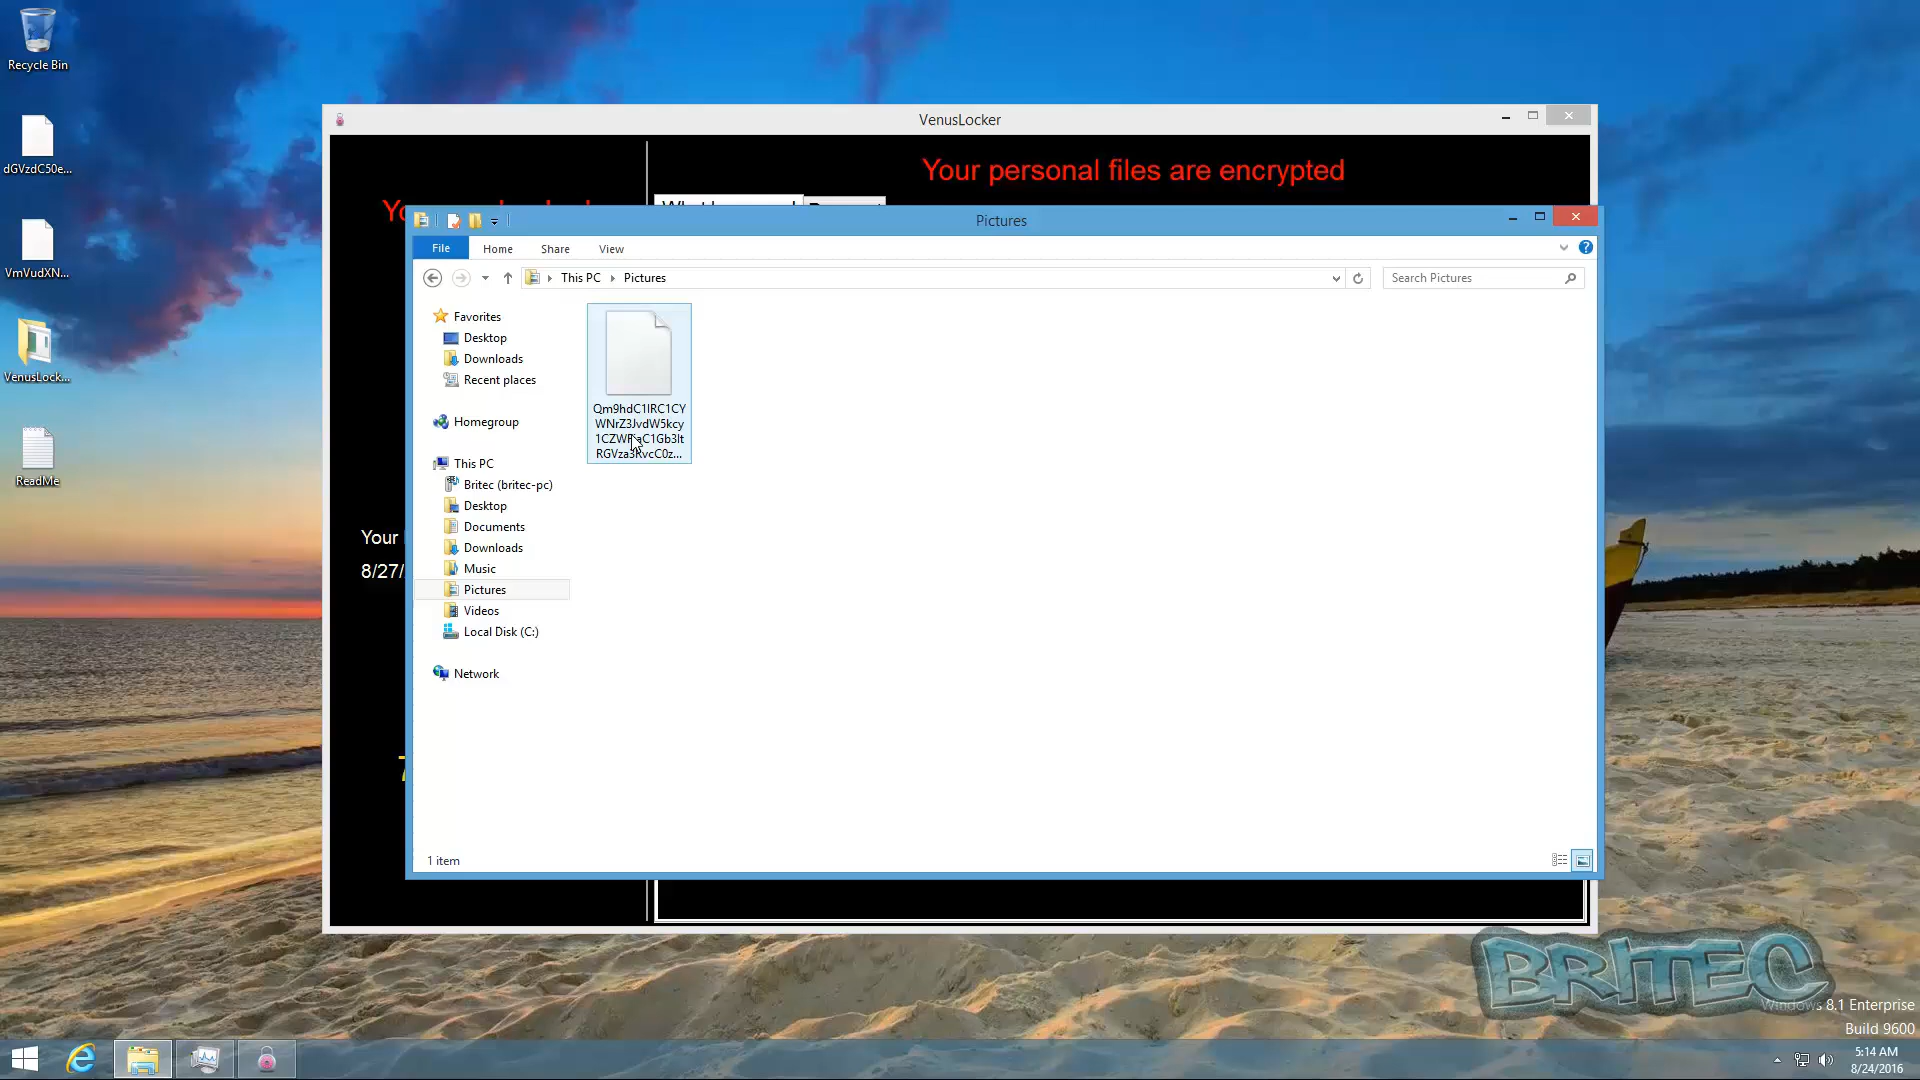 Recycle Bin
dGVzdC50e...
VmVudXN...
VenusLock...
ReadMe
VenusLocker
Your personal files are encrypted
Pictures
File
Home
Share
View
This PC
Pictures
Search Pictures
Favorites
Desktop
Downloads
Recent places
Homegroup
This PC
Britec (britec-pc)
Desktop
Documents
Downloads
Music
Pictures
Videos
Local Disk (C:)
Network
Qm9hdC1IRC1CY
WNrZ3JvdW5kcy
RGVza3RvcC0z...
Your
8/27/
1 item
BRITEC
Windows 8.1 Enterprise
Build 9600
5:14 AM
8/24/2016